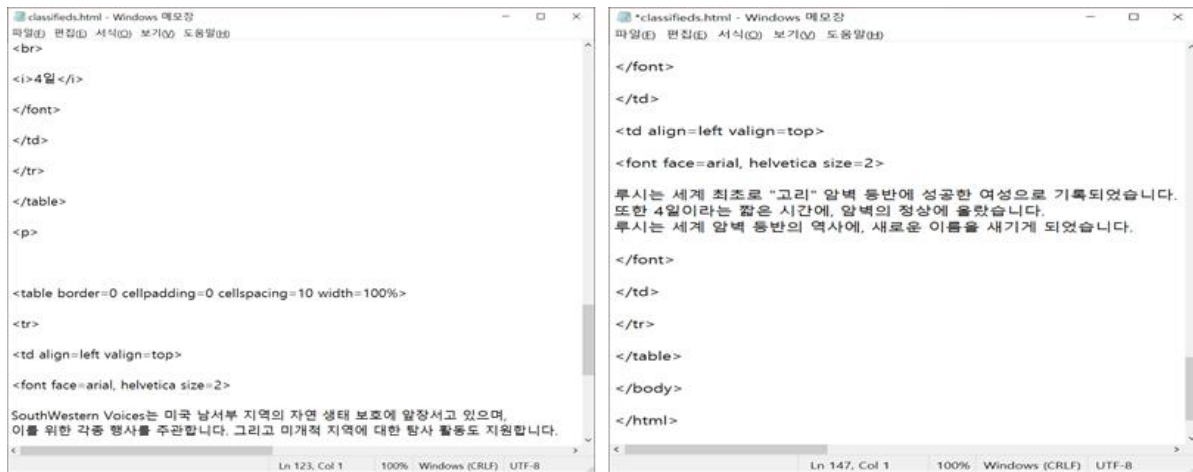 classifieds.html - Windows 메모장
파일(F) 편집(E) 서식(O) 보기(V) 도움말(H)
<br>
<i>4일</i>
</font>
</td>
</tr>
</table>
<p>
<table border=0 cellpadding=0 cellspacing=10 width=100%>
<tr>
<td align=left valign=top>
<font face=arial, helvetica size=2>
SouthWestern Voices는 미국 남서부 지역의 자연 생태 보호에 앞장서고 있으며,
이를 위한 각종 행사를 주관합니다. 그리고 미개척 지역에 대한 탐사 활동도 지원합니다.
Ln 123, Col 1 100% Windows (CRLF) UTF-8
*classifieds.html - Windows 메모장
파일(F) 편집(E) 서식(O) 보기(V) 도움말(H)
</font>
</td>
<td align=left valign=top>
<font face=arial, helvetica size=2>
루시는 세계 최초로 "고리" 암벽 등반에 성공한 여성으로 기록되었습니다.
또한 4일이라는 짧은 시간에, 암벽의 정상에 올랐습니다.
루시는 세계 암벽 등반의 역사에, 새로운 이름을 새기게 되었습니다.
</font>
</td>
</tr>
</table>
</body>
</html>
Ln 147, Col 1 100% Windows (CRLF) UTF-8